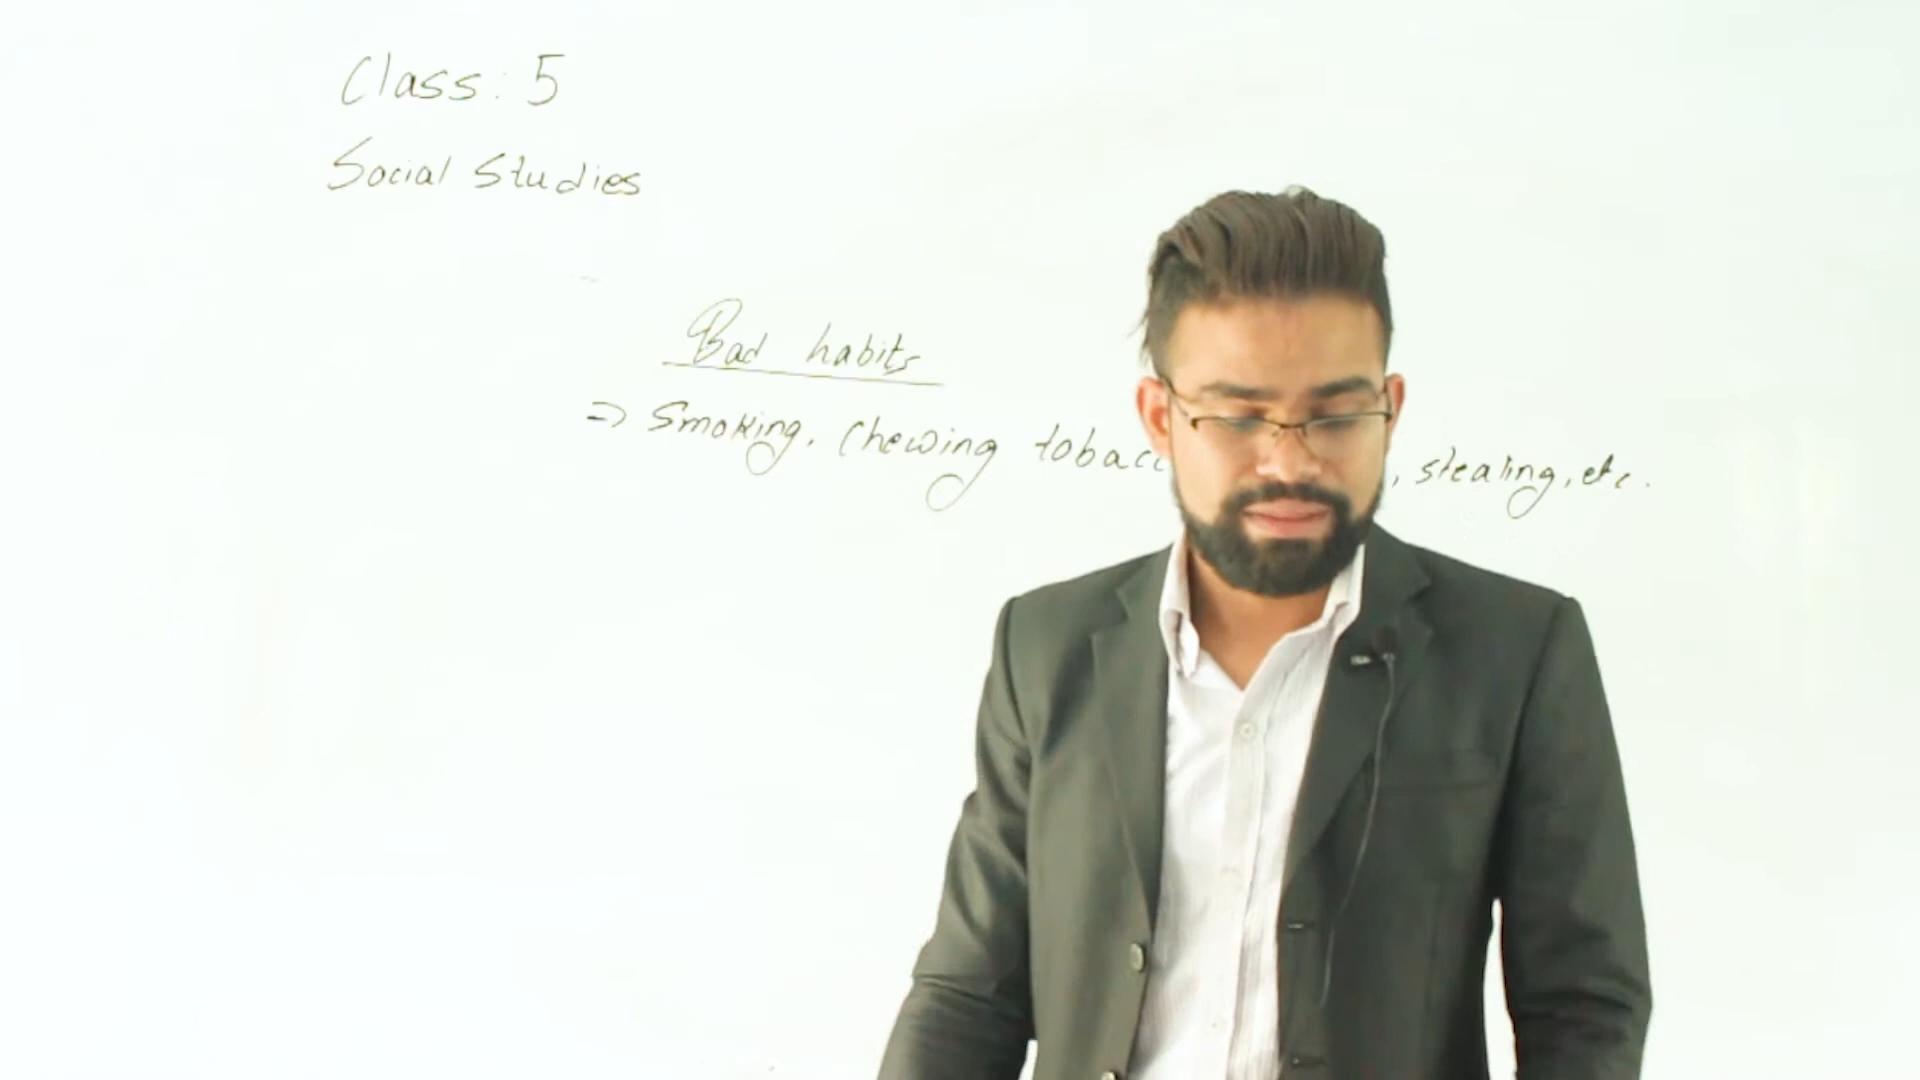 Class: 5
Social Studies
Bad habits
=> Smoking, Chewing tobacc , stealing, etc.